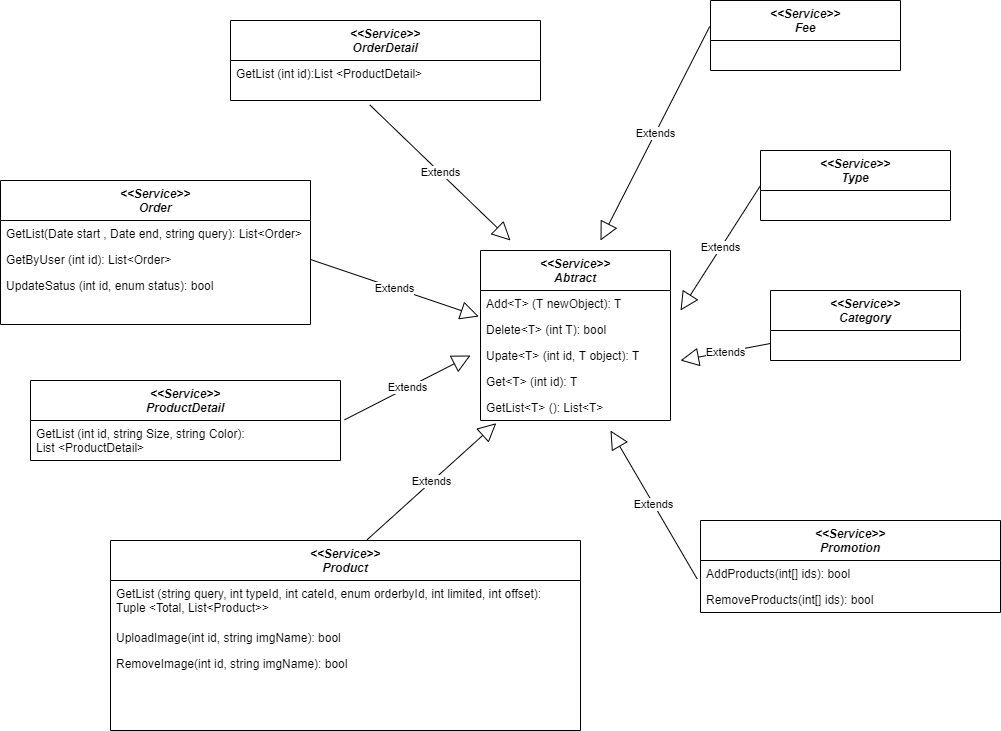 <<Service>>
OrderDetail
GetList (int id):List <ProductDetail>
<<Service>>
Fee
Extends
Extends
<<Service>>
Type
Extends
<<Service>>
Order
GetList(Date start , Date end, string query): List<Order>
GetByUser (int id): List<Order>
UpdateSatus (int id, enum status): bool
Extends
<<Service>>
Abtract
Add<T> (T newObject): T
Delete<T> (int T): bool
Upate<T> (int id, T object): T
Get<T> (int id): T
GetList<T> (): List<T>
<<Service>>
Category
Extends
<<Service>>
ProductDetail
GetList (int id, string Size, string Color):
List <ProductDetail>
Extends
Extends
Extends
<<Service>>
Product
GetList (string query, int typeId, int cateId, enum orderbyId, int limited, int offset):
Tuple <Total, List<Product>>
UploadImage(int id, string imgName): bool
RemoveImage(int id, string imgName): bool
<<Service>>
Promotion
AddProducts(int[] ids): bool
RemoveProducts(int[] ids): bool